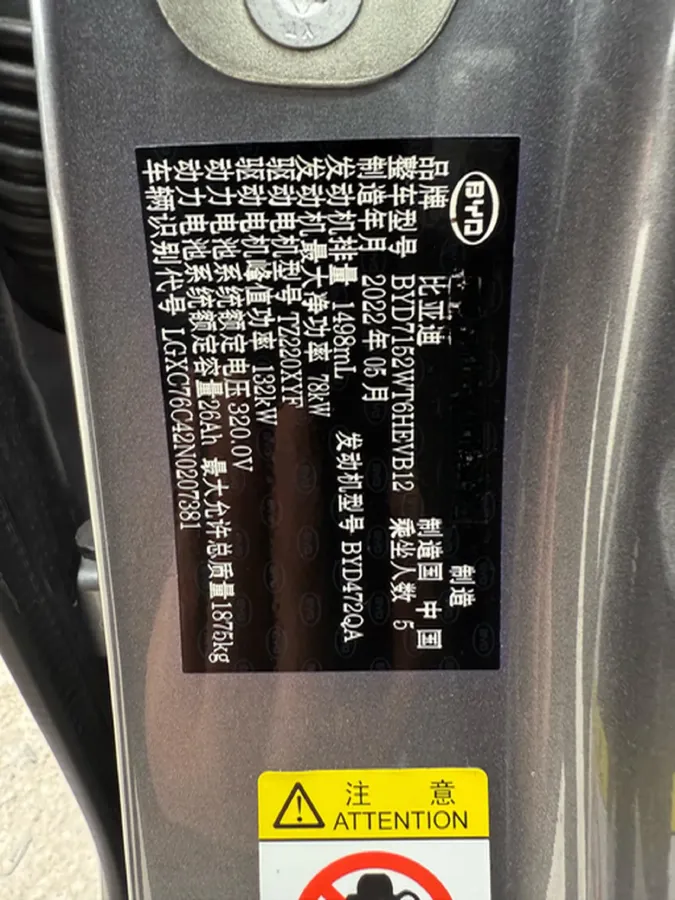 BYD 制造
品牌 比亚迪 制造国 中国
整车型号 BYD7152WT6HEVB12 乘坐人数 5
制造年月 2022年05月
发动机排量 1498mL 发动机型号 BYD472QA
发动机最大净功率 78kW
驱动电机型号 TZ220XYF
驱动电机峰值功率 132kW
动力电池系统额定电压 320.0V
动力电池系统额定容量 26Ah 最大允许总质量 1875kg
车辆识别代号 LGXC76C42N0207381
注 意
ATTENTION